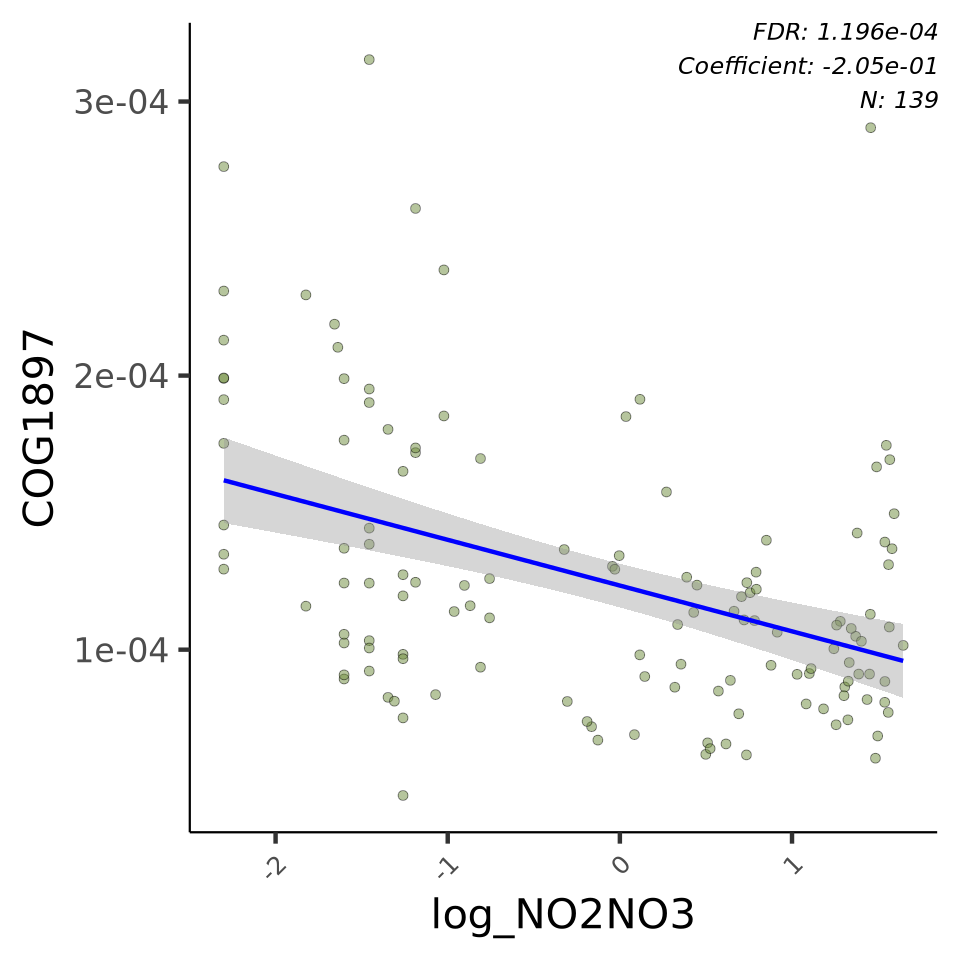 FDR: 1.196e-04
Coefficient: -2.05e-01
N: 139
3e-04
2e-04
1e-04
COG1897
-2
-1
0
1
log_NO2NO3